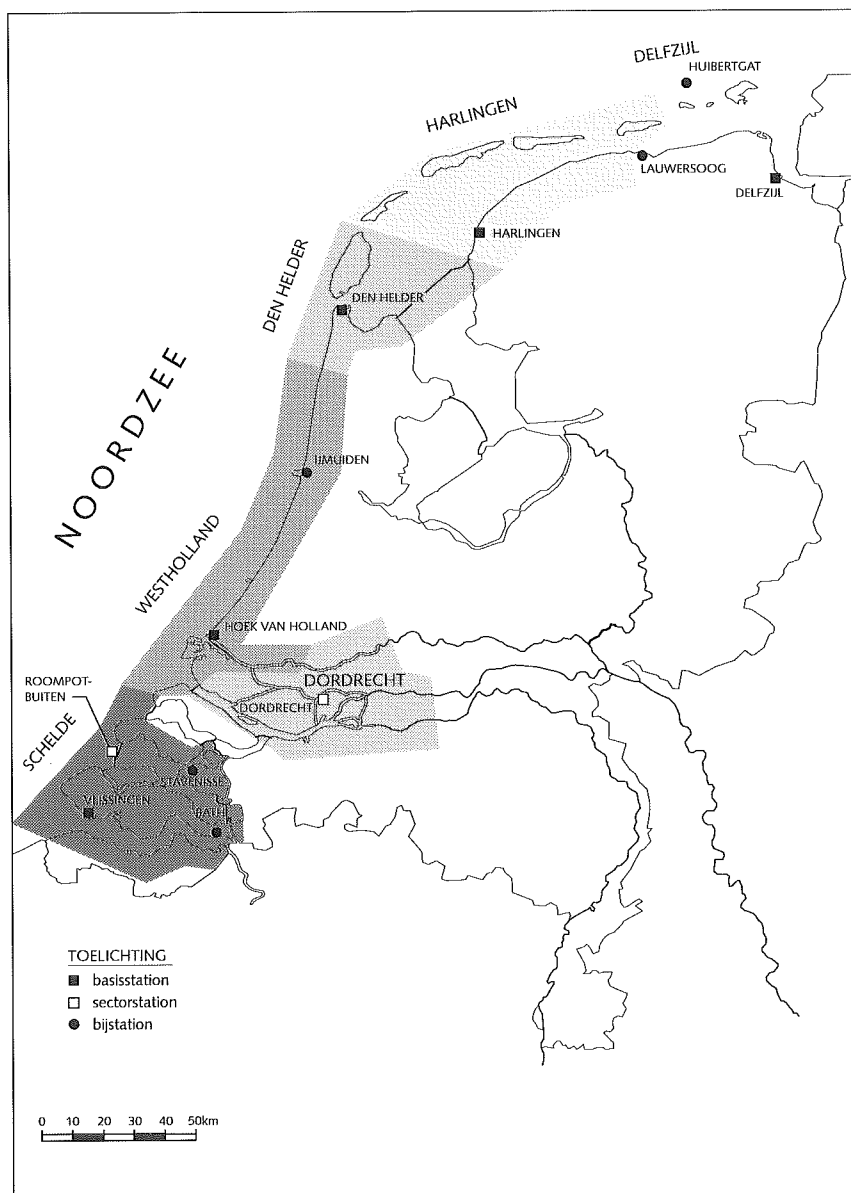 DELFZIJL
HUIBERTGAT
HARLINGEN
LAUWERSOOG
DELFZIJL
HARLINGEN
DEN HELDER
DEN HELDER
NOORDZEE
IJMUIDEN
WESTHOLLAND
HOEK VAN HOLLAND
ROOMPOT-
BUITEN
DORDRECHT
DORDRECHT
SCHELDE
STAVENISSE
VLISSINGEN
BATH
TOELICHTING
basisstation
sectorstation
bijstation
0 10 20 30 40 50km